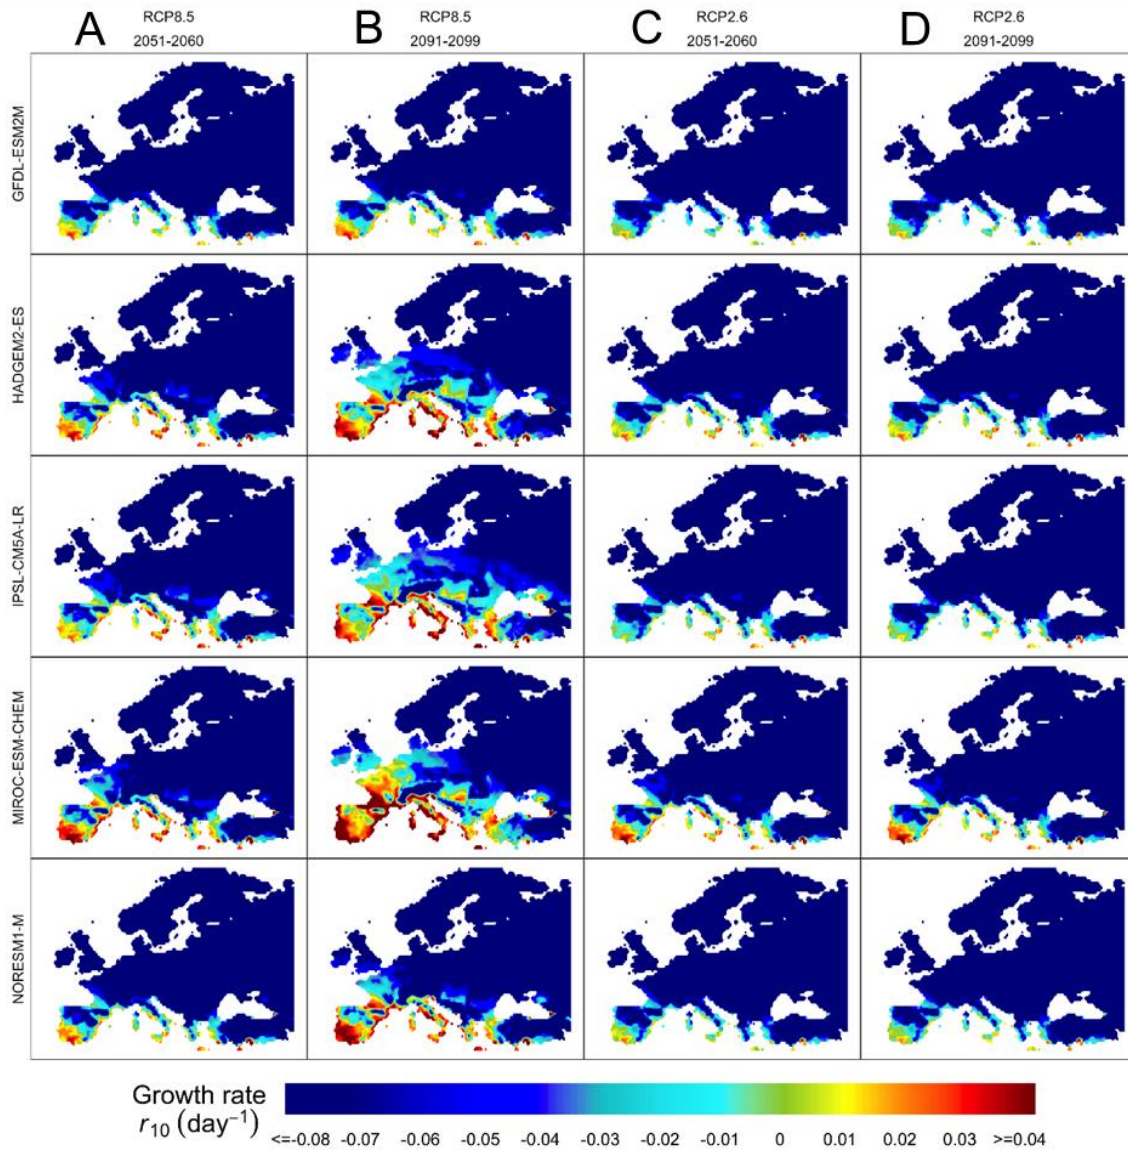 A RCP8.5 B RCP8.5 C RCP2.6 D RCP2.6
2051-2060 2091-2099 2051-2060 2091-2099
GFDL-ESM2M
HADGEM2-ES
IPSL-CM5A-LR
MIROC-ESM-CHEM
NORESM1-M
Growth rate
r10 (day−1)
<=-0.08 -0.07 -0.06 -0.05 -0.04 -0.03 -0.02 -0.01 0 0.01 0.02 0.03 >=0.04